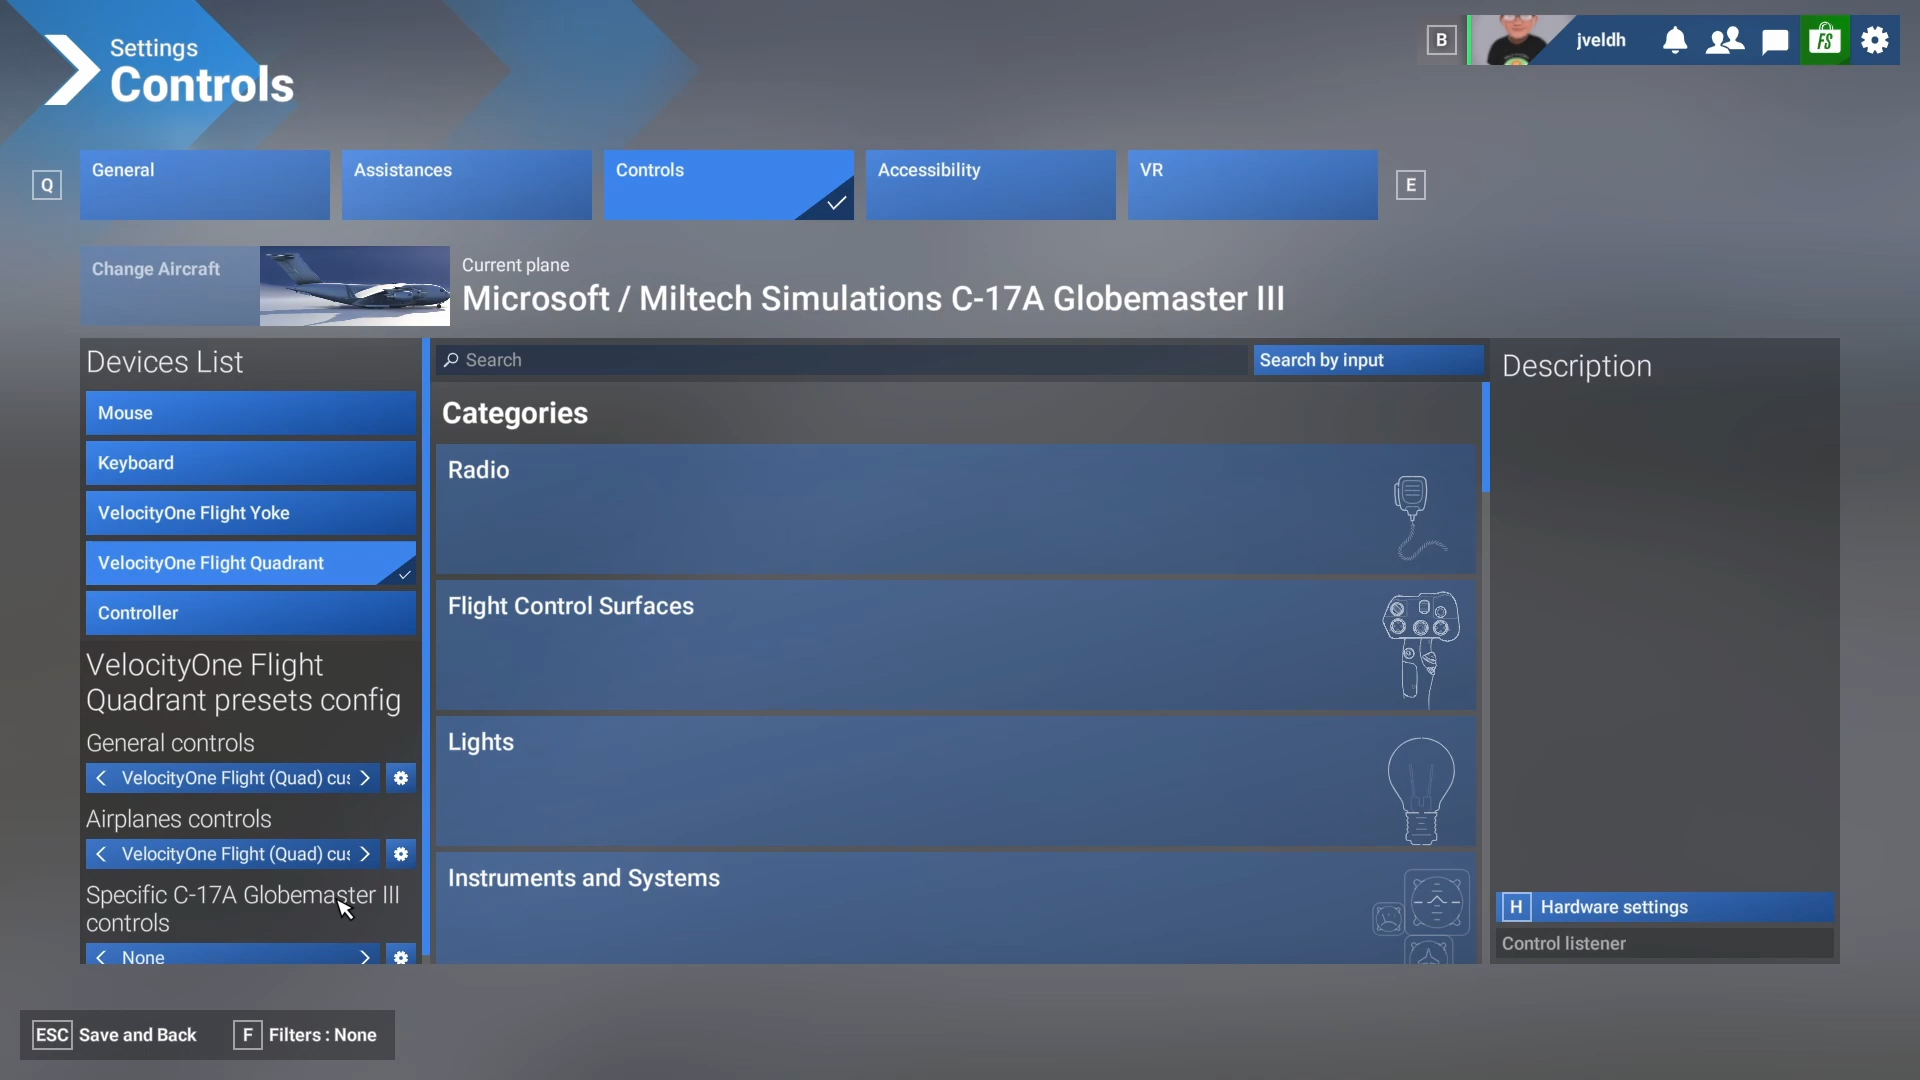 Settings
Controls
B
jveldh
FS
Q
General
Assistances
Controls
Accessibility
VR
E
Change Aircraft
Current plane
Microsoft / Miltech Simulations C-17A Globemaster III
Devices List
Mouse
Keyboard
VelocityOne Flight Yoke
VelocityOne Flight Quadrant
Controller
VelocityOne Flight
Quadrant presets config
General controls
VelocityOne Flight (Quad) cus
Airplanes controls
VelocityOne Flight (Quad) cus
Specific C-17A Globemaster III
controls
None
Search
Search by input
Categories
Radio
Flight Control Surfaces
Lights
Instruments and Systems
Description
H Hardware settings
Control listener
ESC Save and Back
F Filters : None